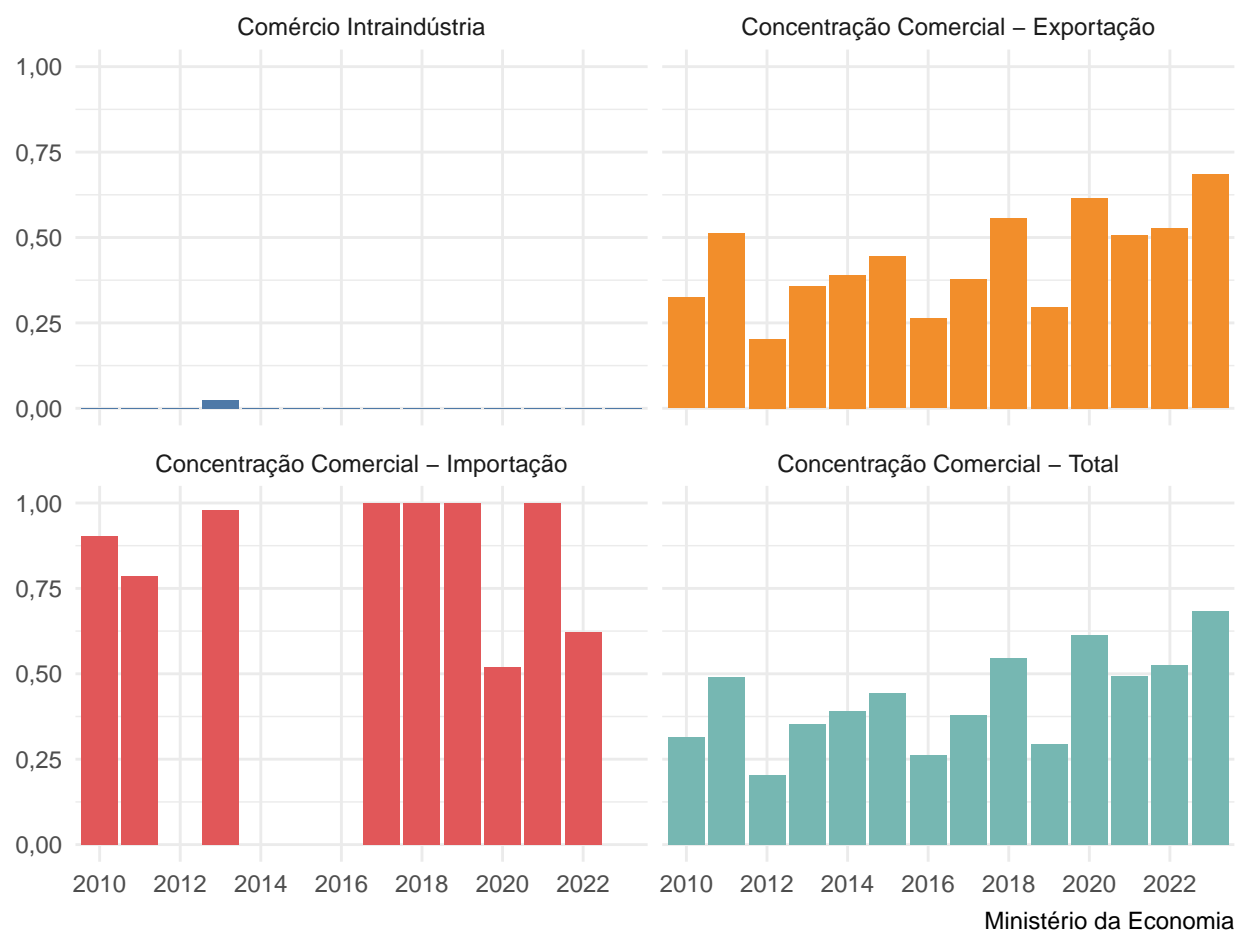 Comércio Intraindústria
Concentração Comercial – Exportação
1,00
0,75
0,50
0,25
0,00
Concentração Comercial – Importação
Concentração Comercial – Total
1,00
0,75
0,50
0,25
0,00
2010 2012 2014 2016 2018 2020 2022
2010 2012 2014 2016 2018 2020 2022
Ministério da Economia